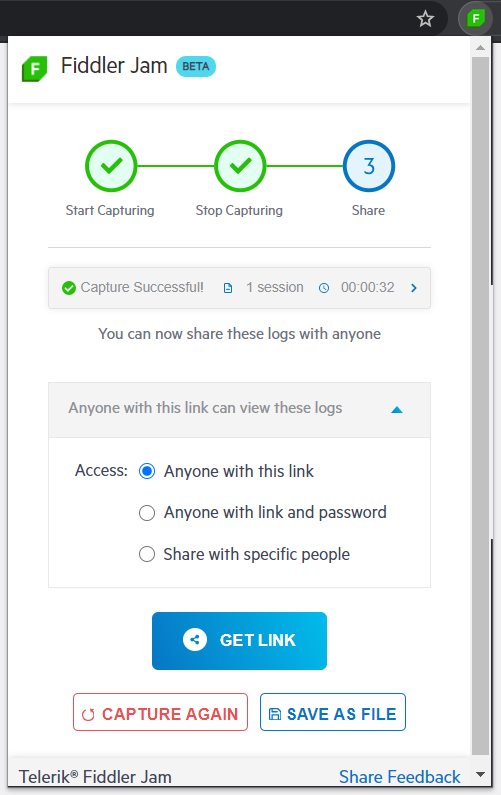 F
F
Fiddler Jam BETA
3
Start Capturing Stop Capturing Share
Capture Successful! 1 session 00:00:32
You can now share these logs with anyone
Anyone with this link can view these logs
Access: Anyone with this link
Anyone with link and password
Share with specific people
GET LINK
CAPTURE AGAIN SAVE AS FILE
Telerik® Fiddler Jam Share Feedback